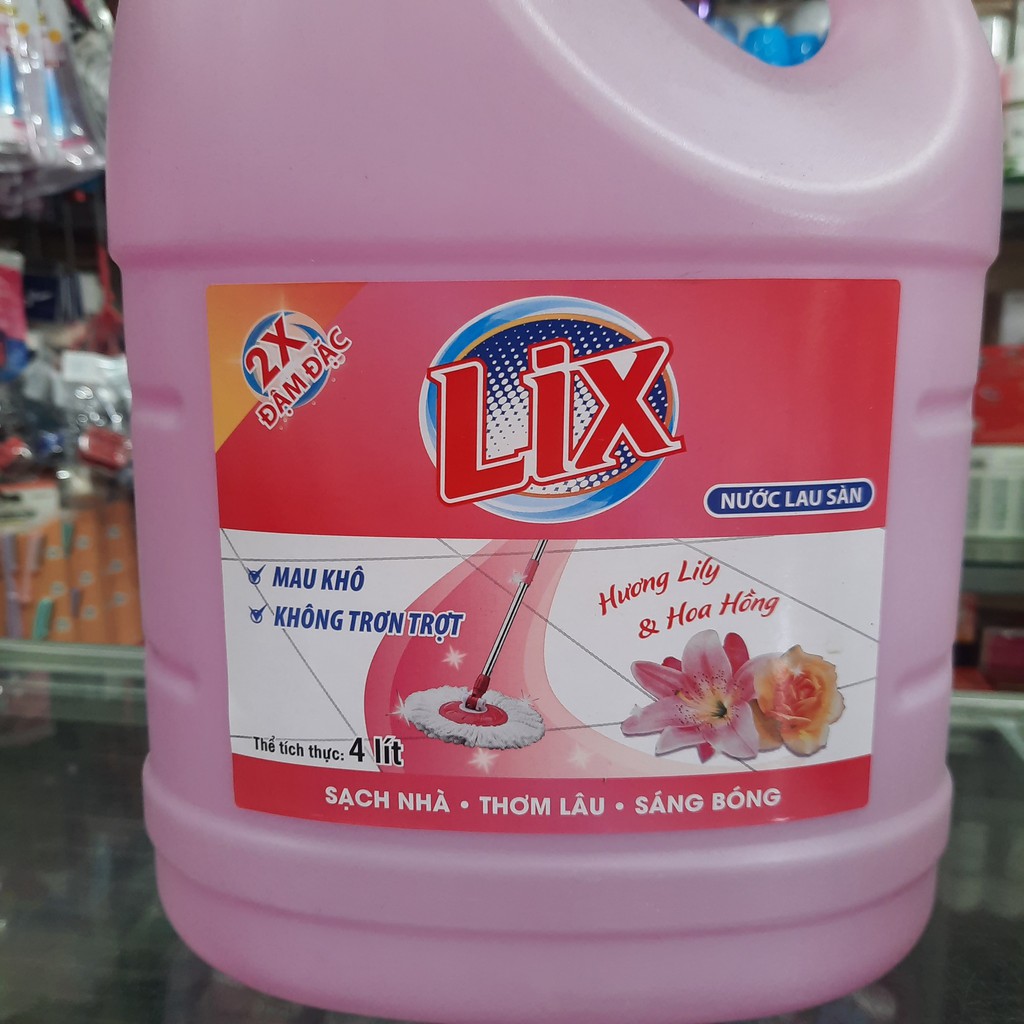 2X
ĐẬM ĐẶC
Lix
NƯỚC LAU SÀN
MAU KHÔ
KHÔNG TRƠN TRỢT
Hương Lily
& Hoa Hồng
Thể tích thực: 4 lít
SẠCH NHÀ • THƠM LÂU • SÁNG BÓNG